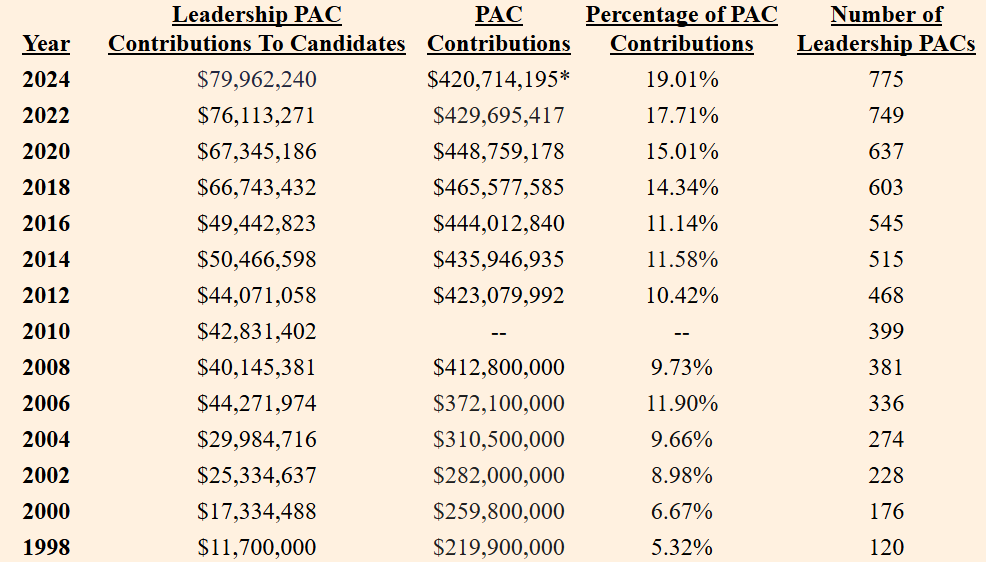 Leadership PAC PAC Percentage of PAC Number of
Year Contributions To Candidates Contributions Contributions Leadership PACs
2024 $79,962,240 $420,714,195* 19.01% 775
2022 $76,113,271 $429,695,417 17.71% 749
2020 $67,345,186 $448,759,178 15.01% 637
2018 $66,743,432 $465,577,585 14.34% 603
2016 $49,442,823 $444,012,840 11.14% 545
2014 $50,466,598 $435,946,935 11.58% 515
2012 $44,071,058 $423,079,992 10.42% 468
2010 $42,831,402 -- -- 399
2008 $40,145,381 $412,800,000 9.73% 381
2006 $44,271,974 $372,100,000 11.90% 336
2004 $29,984,716 $310,500,000 9.66% 274
2002 $25,334,637 $282,000,000 8.98% 228
2000 $17,334,488 $259,800,000 6.67% 176
1998 $11,700,000 $219,900,000 5.32% 120